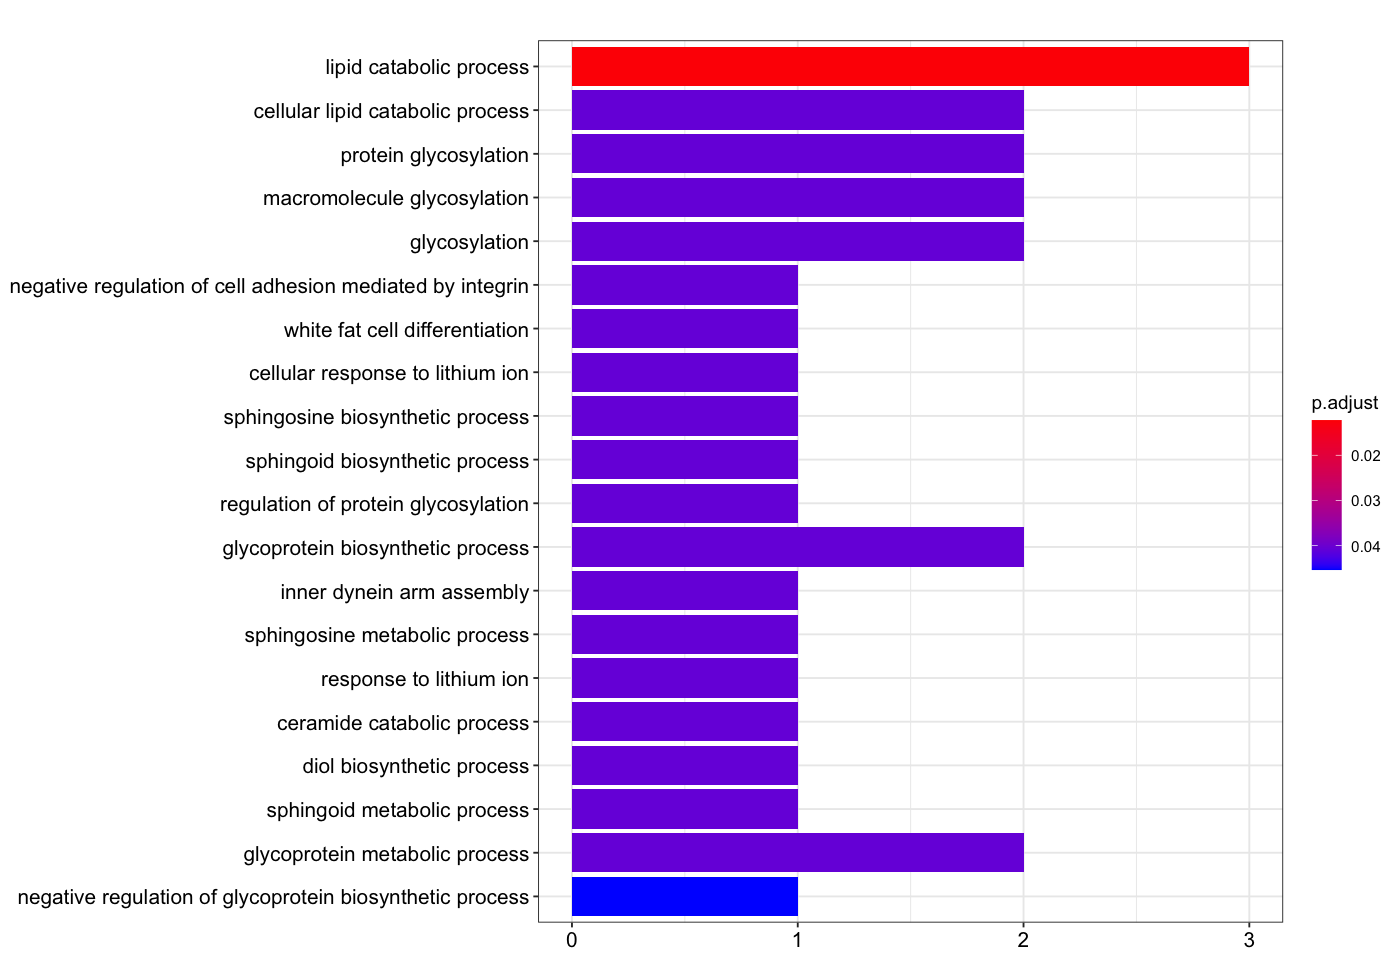 lipid catabolic process
cellular lipid catabolic process
protein glycosylation
macromolecule glycosylation
glycosylation
negative regulation of cell adhesion mediated by integrin
white fat cell differentiation
cellular response to lithium ion
sphingosine biosynthetic process
sphingoid biosynthetic process
regulation of protein glycosylation
glycoprotein biosynthetic process
inner dynein arm assembly
sphingosine metabolic process
response to lithium ion
ceramide catabolic process
diol biosynthetic process
sphingoid metabolic process
glycoprotein metabolic process
negative regulation of glycoprotein biosynthetic process
0 1 2 3
p.adjust
0.02
0.03
0.04